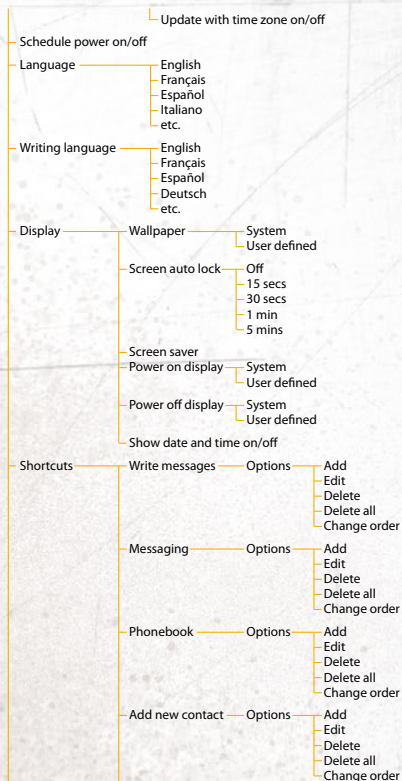 Update with time zone on/off
Schedule power on/off
Language English
Français
Español
Italiano
etc.
Writing language English
Français
Español
Deutsch
etc.
Display Wallpaper System
User defined
Screen auto lock Off
15 secs
30 secs
1 min
5 mins
Screen saver
Power on display System
User defined
Power off display System
User defined
Show date and time on/off
Shortcuts Write messages Options Add
Edit
Delete
Delete all
Change order
Messaging Options Add
Edit
Delete
Delete all
Change order
Phonebook Options Add
Edit
Delete
Delete all
Change order
Add new contact Options Add
Edit
Delete
Delete all
Change order